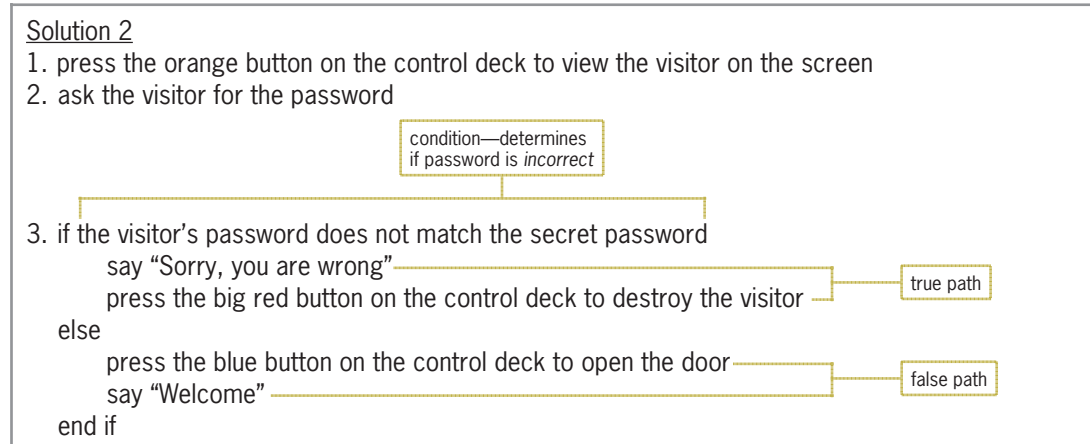 Solution 2
1. press the orange button on the control deck to view the visitor on the screen
2. ask the visitor for the password
condition—determines
if password is incorrect
3. if the visitor’s password does not match the secret password
say “Sorry, you are wrong”
press the big red button on the control deck to destroy the visitor
true path
else
press the blue button on the control deck to open the door
say “Welcome”
false path
end if